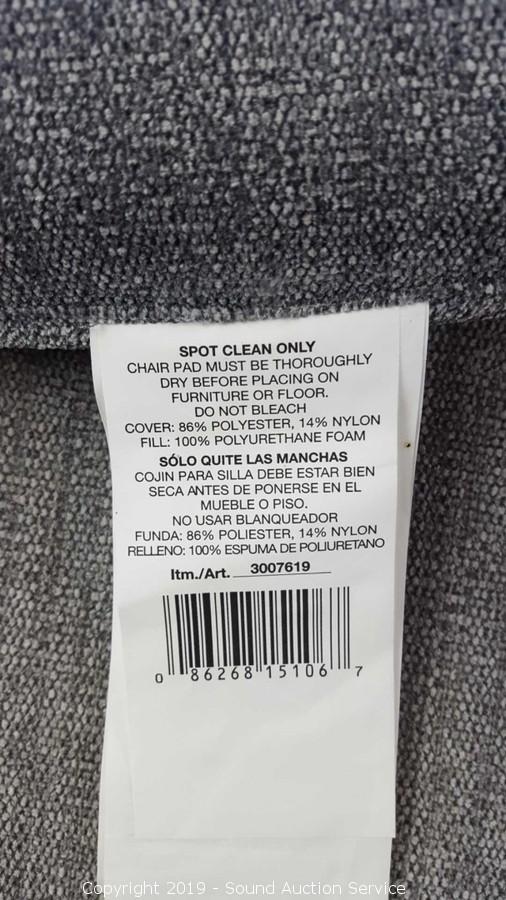 SPOT CLEAN ONLY
CHAIR PAD MUST BE THOROUGHLY
DRY BEFORE PLACING ON
FURNITURE OR FLOOR.
DO NOT BLEACH
COVER: 86% POLYESTER, 14% NYLON
FILL: 100% POLYURETHANE FOAM
SÓLO QUITE LAS MANCHAS
COJIN PARA SILLA DEBE ESTAR BIEN
SECA ANTES DE PONERSE EN EL
MUEBLE O PISO.
NO USAR BLANQUEADOR
FUNDA: 86% POLIESTER, 14% NYLON
RELLENO: 100% ESPUMA DE POLIURETANO
Itm./Art. 3007619
0 86268 15106 7
Copyright 2019 - Sound Auction Service